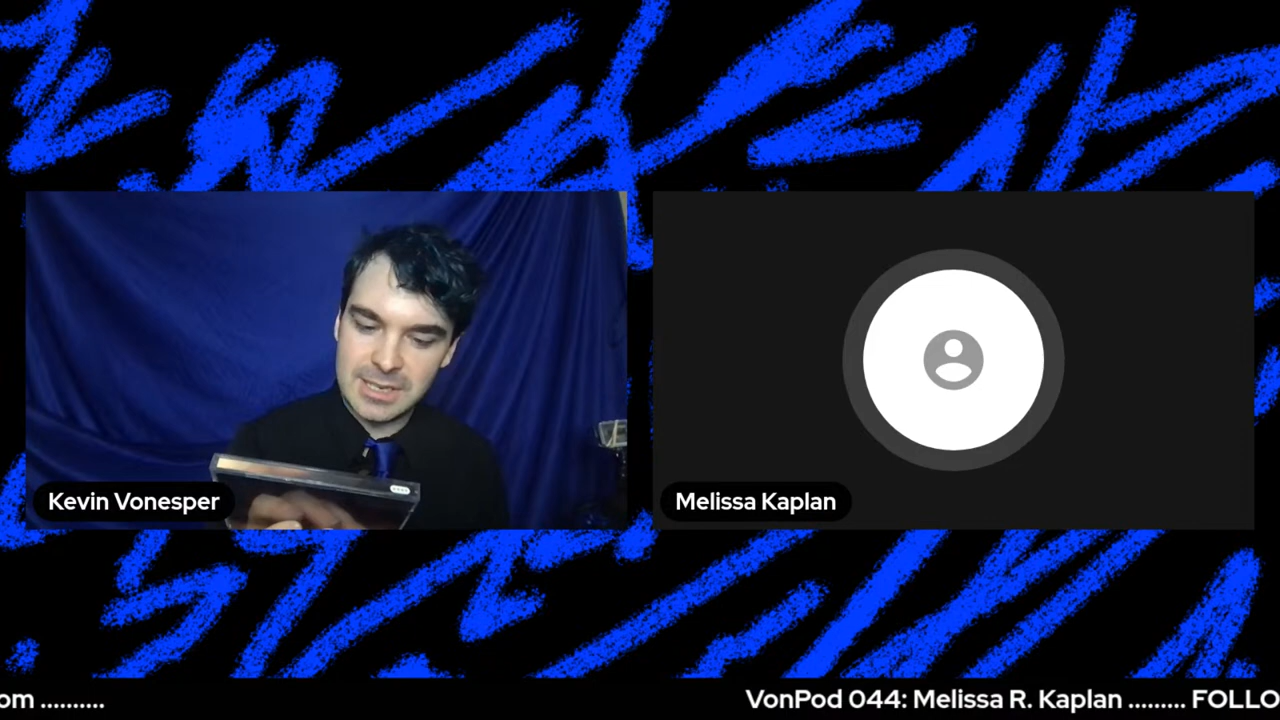 Kevin Vonesper
Melissa Kaplan
om .......... VonPod 044: Melissa R. Kaplan ......... FOLLO